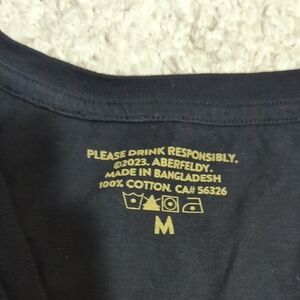 PLEASE DRINK RESPONSIBLY.
©2023. ABERFELDY.
MADE IN BANGLADESH
100% COTTON. CA# 56326
M